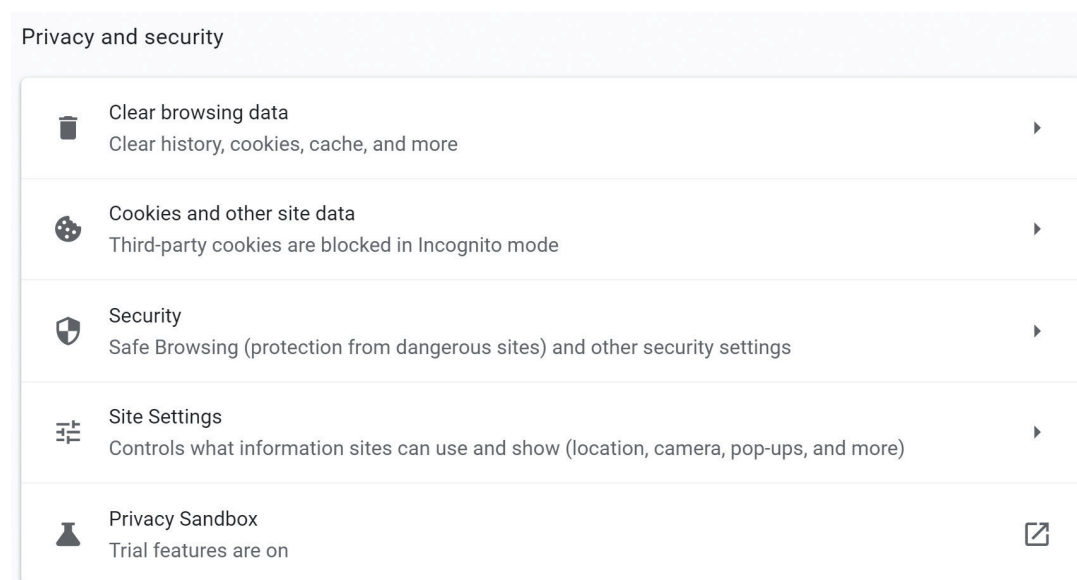 Privacy and security
Clear browsing data
Clear history, cookies, cache, and more
Cookies and other site data
Third-party cookies are blocked in Incognito mode
Security
Safe Browsing (protection from dangerous sites) and other security settings
Site Settings
Controls what information sites can use and show (location, camera, pop-ups, and more)
Privacy Sandbox
Trial features are on